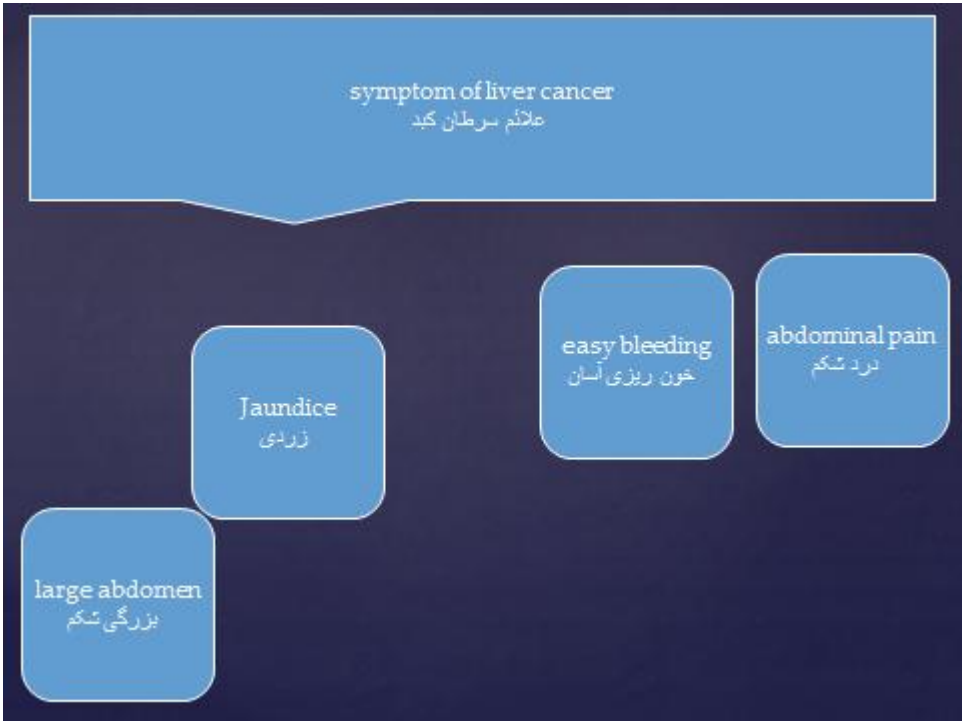 symptom of liver cancer
علائم سرطان کبد
easy bleeding
خون ریزی آسان
abdominal pain
درد شکم
Jaundice
زردی
large abdomen
بزرگی شکم